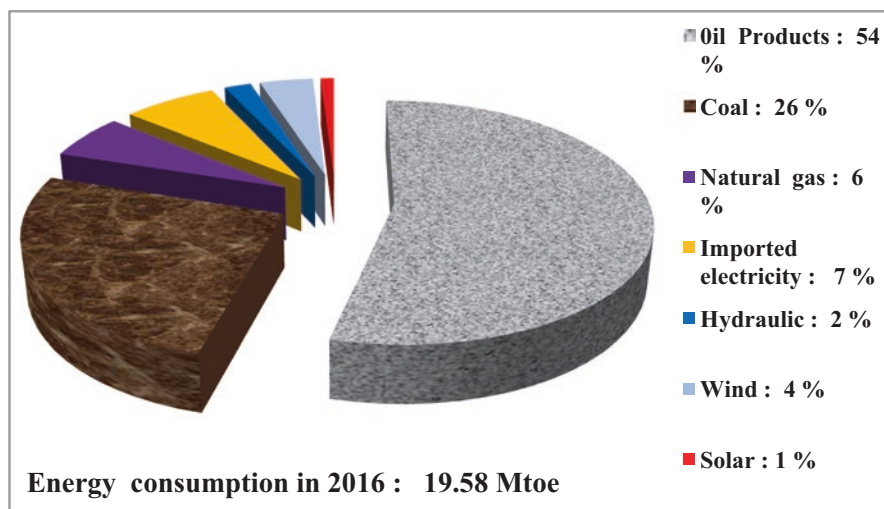 0il Products : 54
%
Coal : 26 %
Natural gas : 6
%
Imported
electricity : 7 %
Hydraulic : 2 %
Wind : 4 %
Solar : 1 %
Energy consumption in 2016 : 19.58 Mtoe